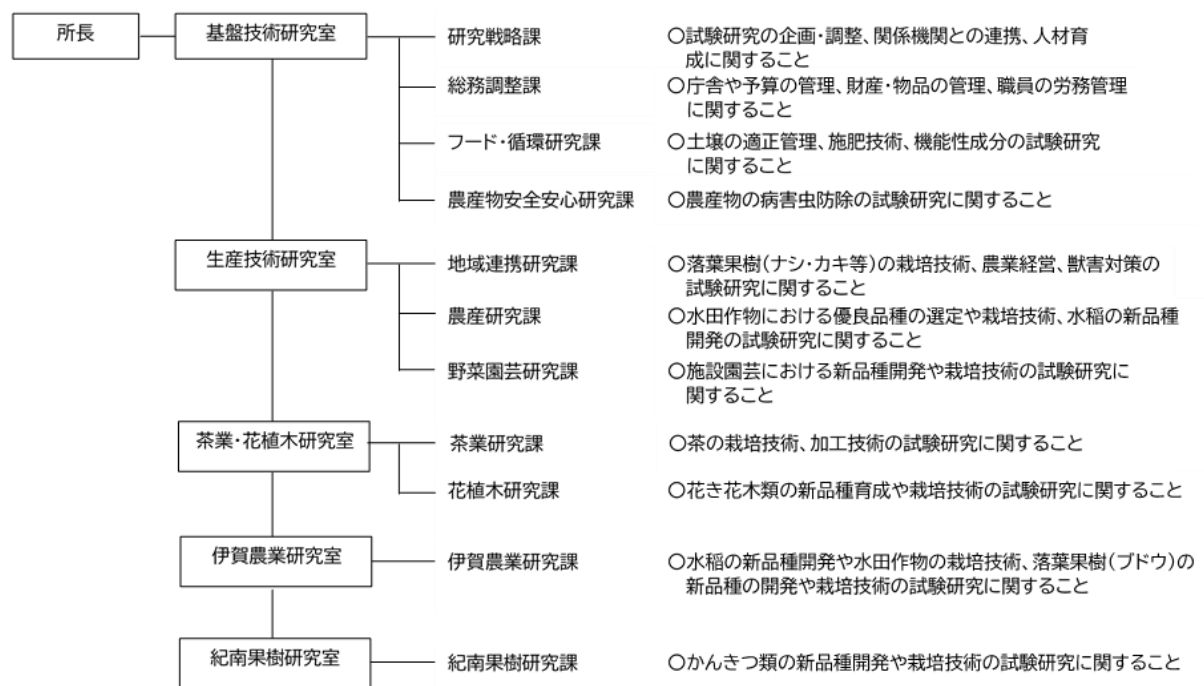 所長
基盤技術研究室
研究戦略課
○試験研究の企画・調整、関係機関との連携、人材育
成に関すること
総務調整課
○庁舎や予算の管理、財産・物品の管理、職員の労務管理
に関すること
フード・循環研究課
○土壌の適正管理、施肥技術、機能性成分の試験研究
に関すること
農産物安全安心研究課
○農産物の病害虫防除の試験研究に関すること
生産技術研究室
地域連携研究課
○落葉果樹(ナシ・カキ等)の栽培技術、農業経営、獣害対策の
試験研究に関すること
農産研究課
○水田作物における優良品種の選定や栽培技術、水稲の新品種
開発の試験研究に関すること
野菜園芸研究課
○施設園芸における新品種開発や栽培技術の試験研究に
関すること
茶業・花植木研究室
茶業研究課
○茶の栽培技術、加工技術の試験研究に関すること
花植木研究課
○花き花木類の新品種育成や栽培技術の試験研究に関すること
伊賀農業研究室
伊賀農業研究課
○水稲の新品種開発や水田作物の栽培技術、落葉果樹(ブドウ)の
新品種の開発や栽培技術の試験研究に関すること
紀南果樹研究室
紀南果樹研究課
○かんきつ類の新品種開発や栽培技術の試験研究に関すること